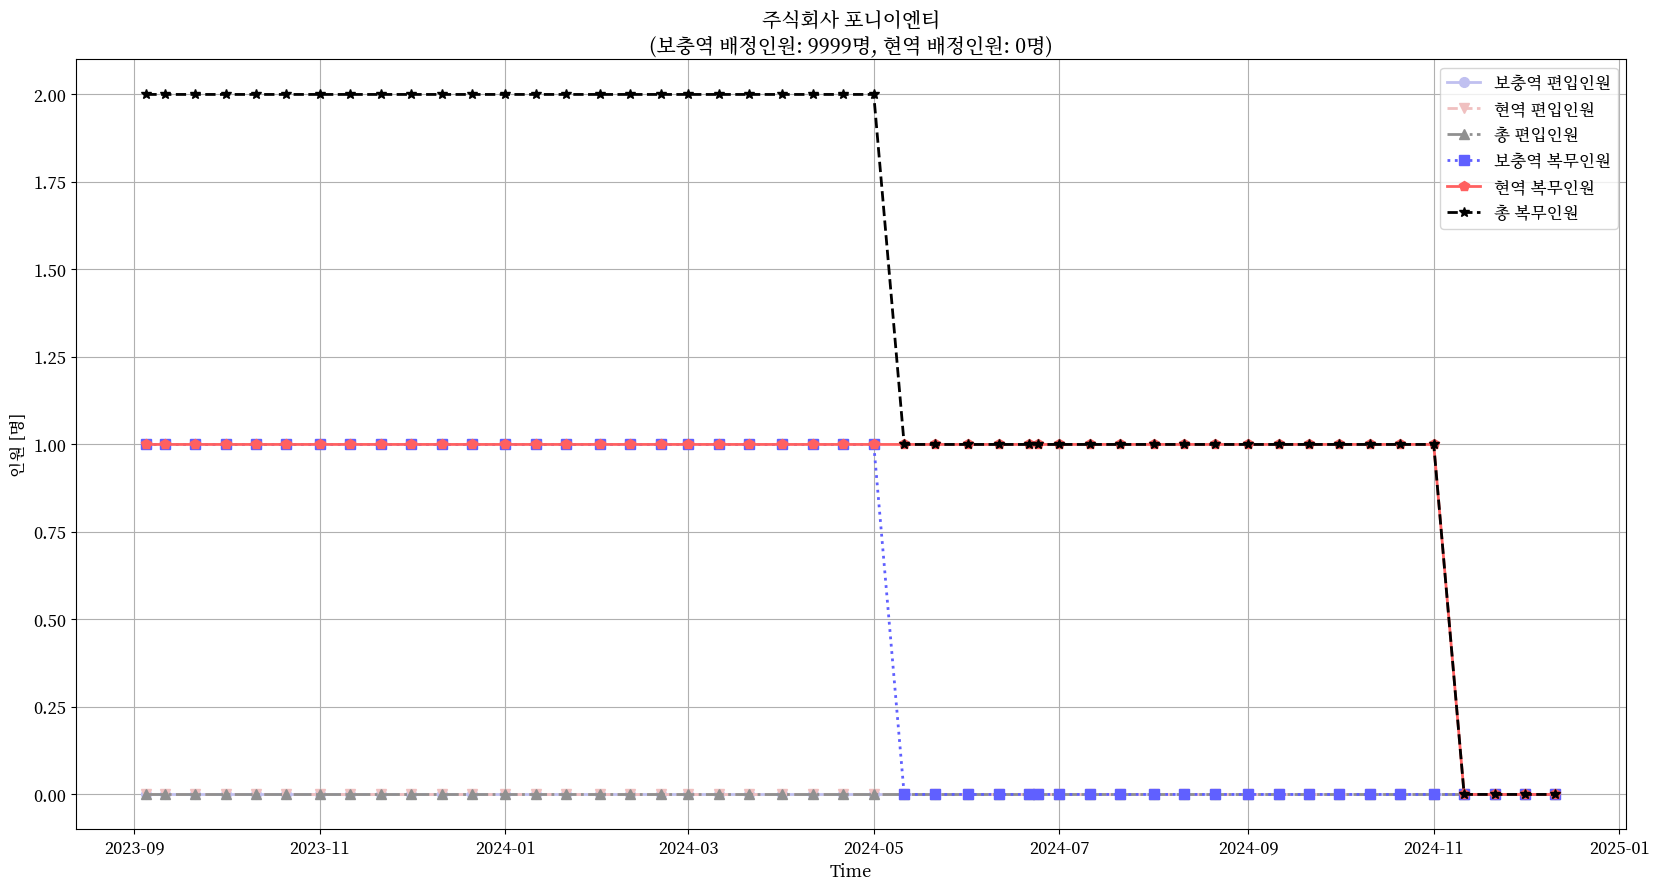 주식회사 포니이엔티
(보충역 배정인원: 9999명, 현역 배정인원: 0명)
보충역 편입인원
현역 편입인원
총 편입인원
보충역 복무인원
현역 복무인원
총 복무인원
인원 [명]
2.00
1.75
1.50
1.25
1.00
0.75
0.50
0.25
0.00
2023-09
2023-11
2024-01
2024-03
2024-05
2024-07
2024-09
2024-11
2025-01
Time